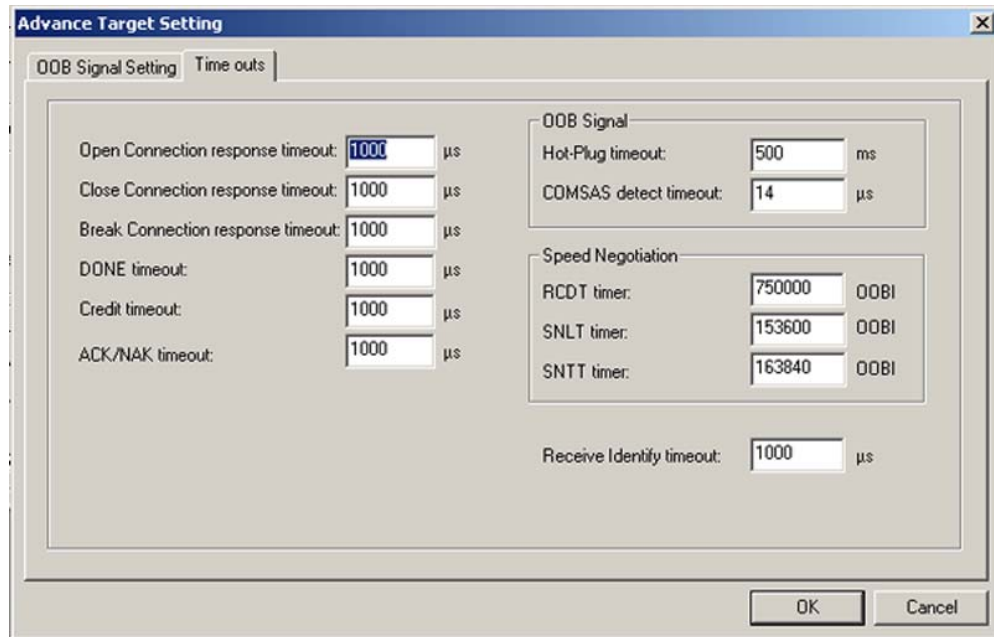 Advance Target Setting
OOB Signal Setting
Time outs
Open Connection response timeout: 1000 µs
Close Connection response timeout: 1000 µs
Break Connection response timeout: 1000 µs
DONE timeout: 1000 µs
Credit timeout: 1000 µs
ACK/NAK timeout: 1000 µs
OOB Signal
Hot-Plug timeout: 500 ms
COMSAS detect timeout: 14 µs
Speed Negotiation
RCDT timer: 750000 OOBI
SNLT timer: 153600 OOBI
SNTT timer: 163840 OOBI
Receive Identify timeout: 1000 µs
OK
Cancel